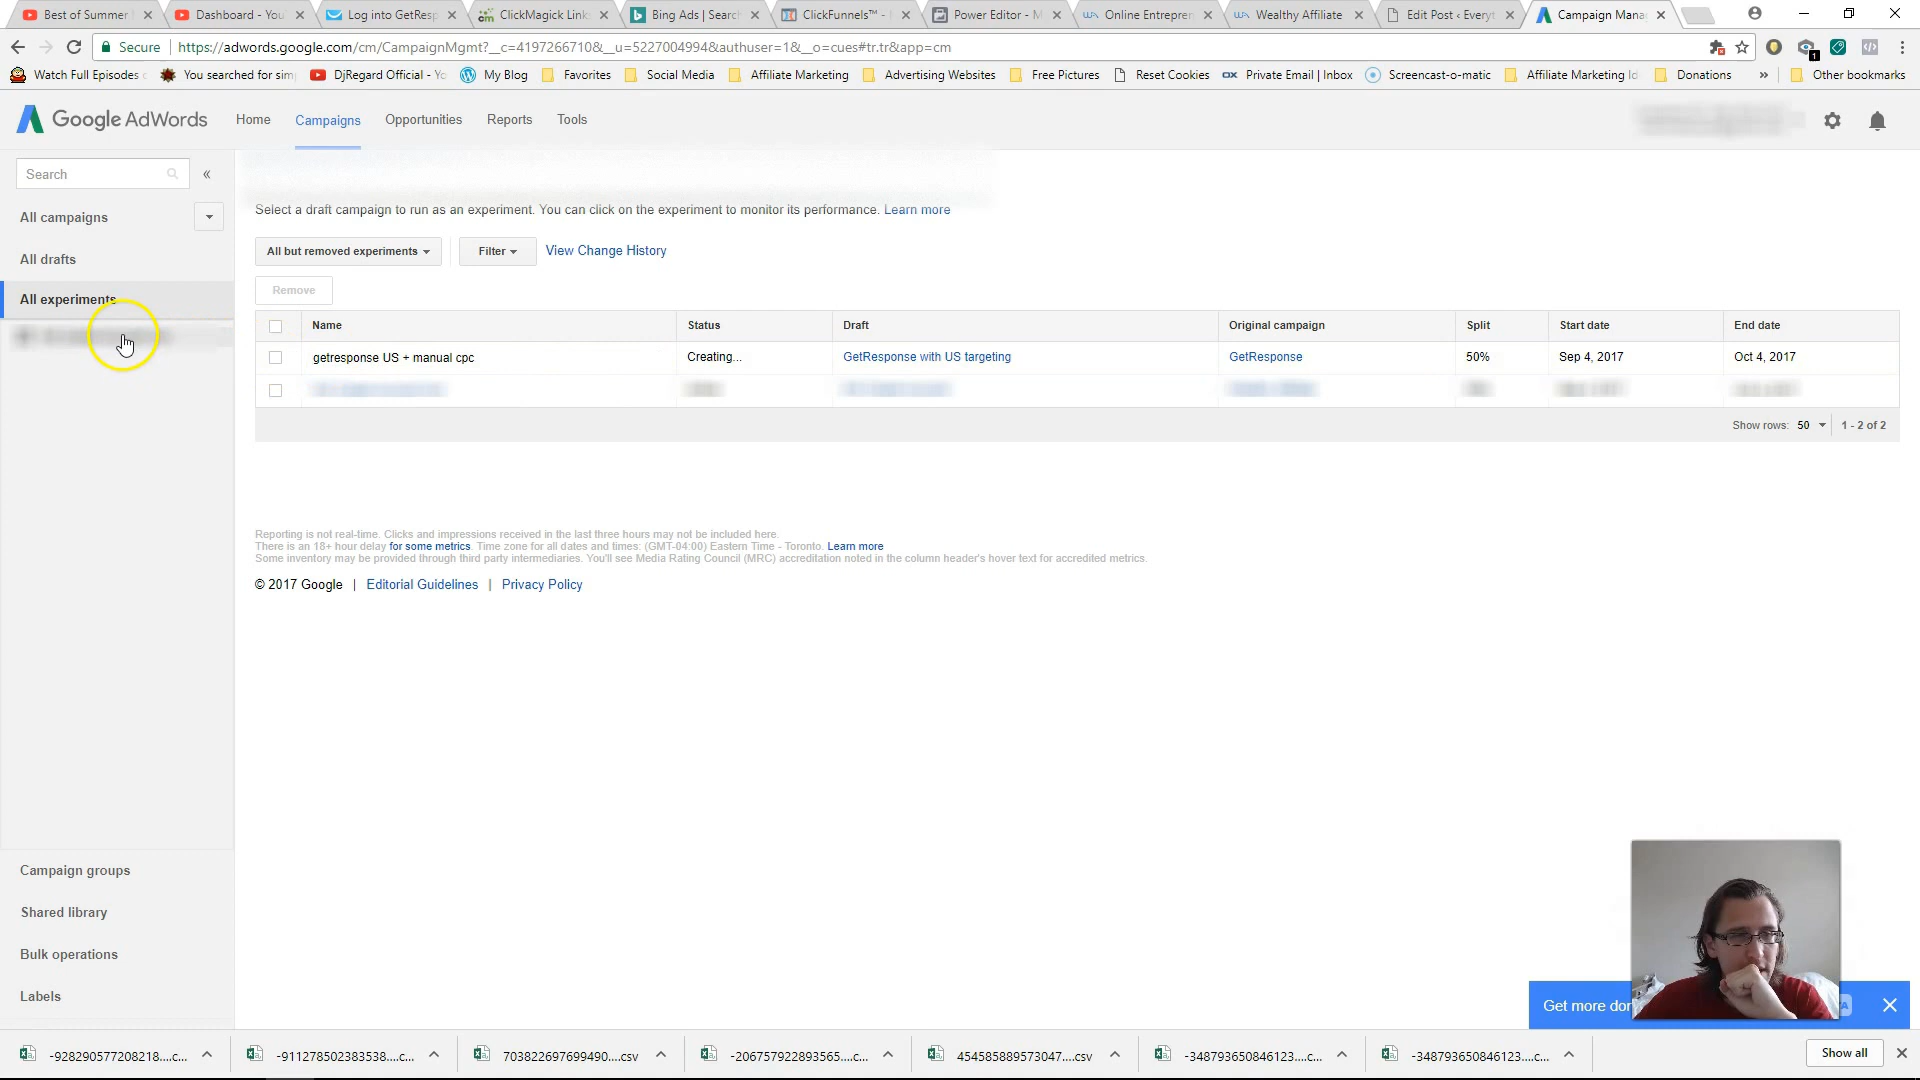 Best of Summer
Dashboard - You
Log into GetResp
ClickMagick Link
Bing Ads | Searc
ClickFunnels™ -
Power Editor - M
Online Entrepren
Wealthy Affiliate
Edit Post ‹ Everyt
Campaign Mana
Secure
https://adwords.google.com/cm/CampaignMgmt?__c=4197266710&__u=5227004994&authuser=1&__o=cues#tr.tr&app=cm
1
Watch Full Episodes
You searched for sim
DjRegard Official - Yo
My Blog
Favorites
Social Media
Affiliate Marketing
Advertising Websites
Free Pictures
Reset Cookies
Private Email | Inbox
Screencast-o-matic
Affiliate Marketing Id
Donations
»
Other bookmarks
Google AdWords
Home
Campaigns
Opportunities
Reports
Tools
Search
«
All campaigns
All drafts
All experiments
Select a draft campaign to run as an experiment. You can click on the experiment to monitor its performance. Learn more
All but removed experiments
Filter
View Change History
Remove
Name Status Draft Original campaign Split Start date End date
getresponse US + manual cpc Creating... GetResponse with US targeting GetResponse 50% Sep 4, 2017 Oct 4, 2017
Show rows: 50 1 - 2 of 2
Reporting is not real-time. Clicks and impressions received in the last three hours may not be included here.
There is an 18+ hour delay for some metrics. Time zone for all dates and times: (GMT-04:00) Eastern Time - Toronto. Learn more
Some inventory may be provided through third party intermediaries. You'll see Media Rating Council (MRC) accreditation noted in the column header's hover text for accredited metrics.
© 2017 Google | Editorial Guidelines | Privacy Policy
Campaign groups
Shared library
Bulk operations
Labels
Get more
-928290577208218....c...
-911278502383538....c...
703822697699490....csv
-206757922893565....c...
454585889573047....csv
-348793650846123....c...
-348793650846123....c...
Show all